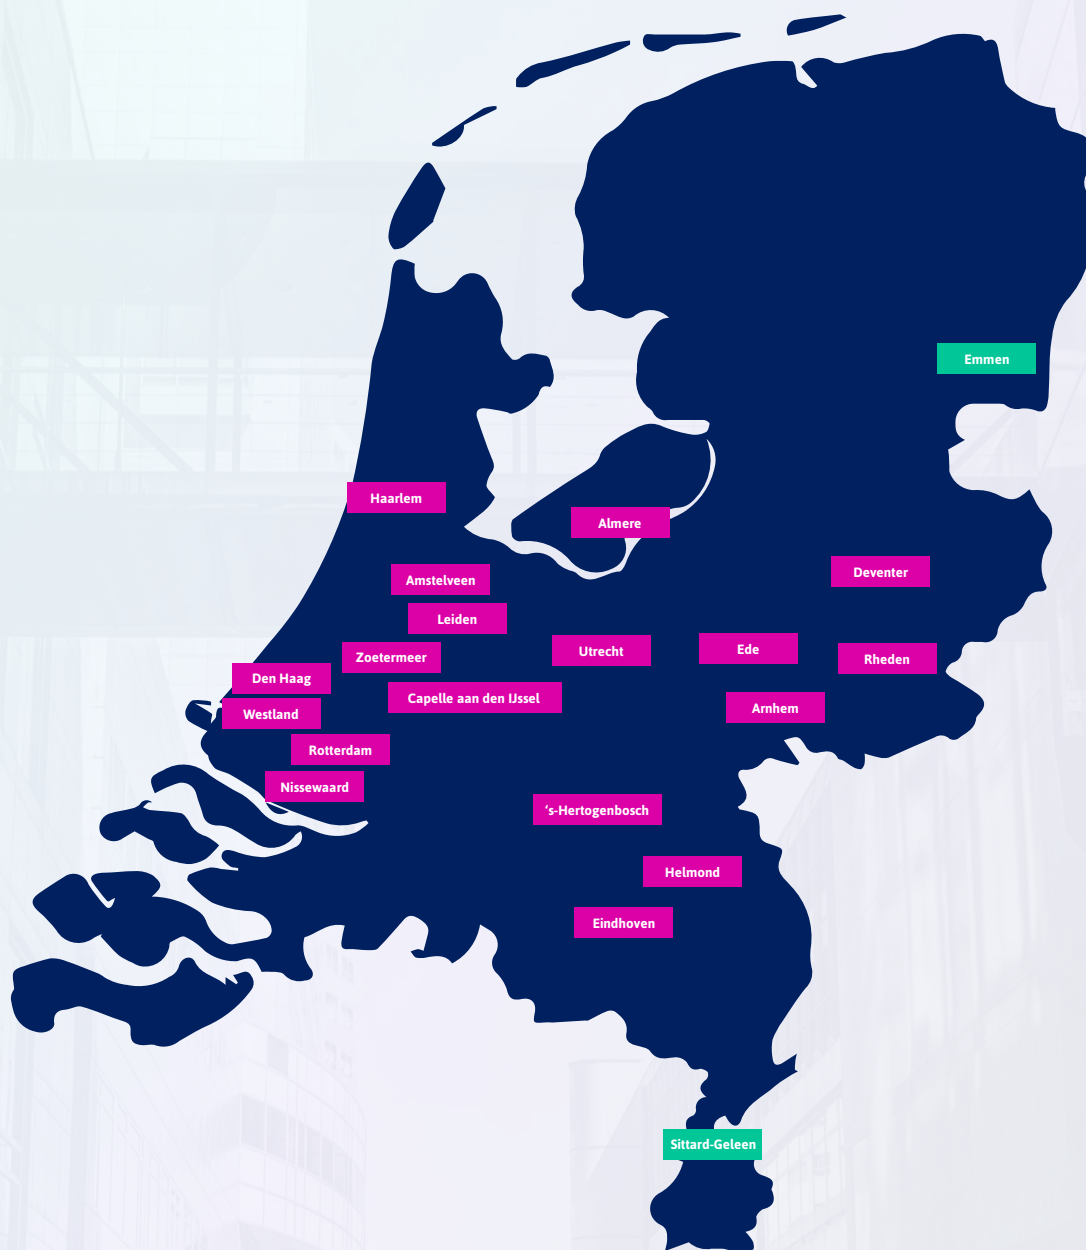 Emmen
Haarlem
Almere
Deventer
Amstelveen
Leiden
Utrecht
Ede
Zoetermeer
Rheden
Den Haag
Capelle aan den IJssel
Westland
Arnhem
Rotterdam
Nissewaard
‘s-Hertogenbosch
Helmond
Eindhoven
Sittard-Geleen